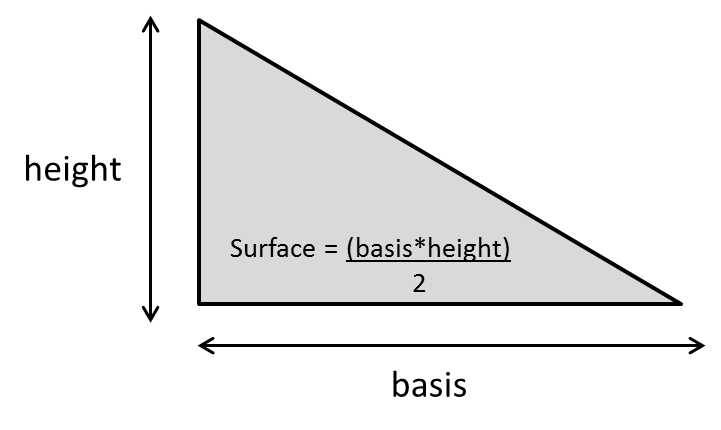 height
Surface = (basis*height)
2
basis